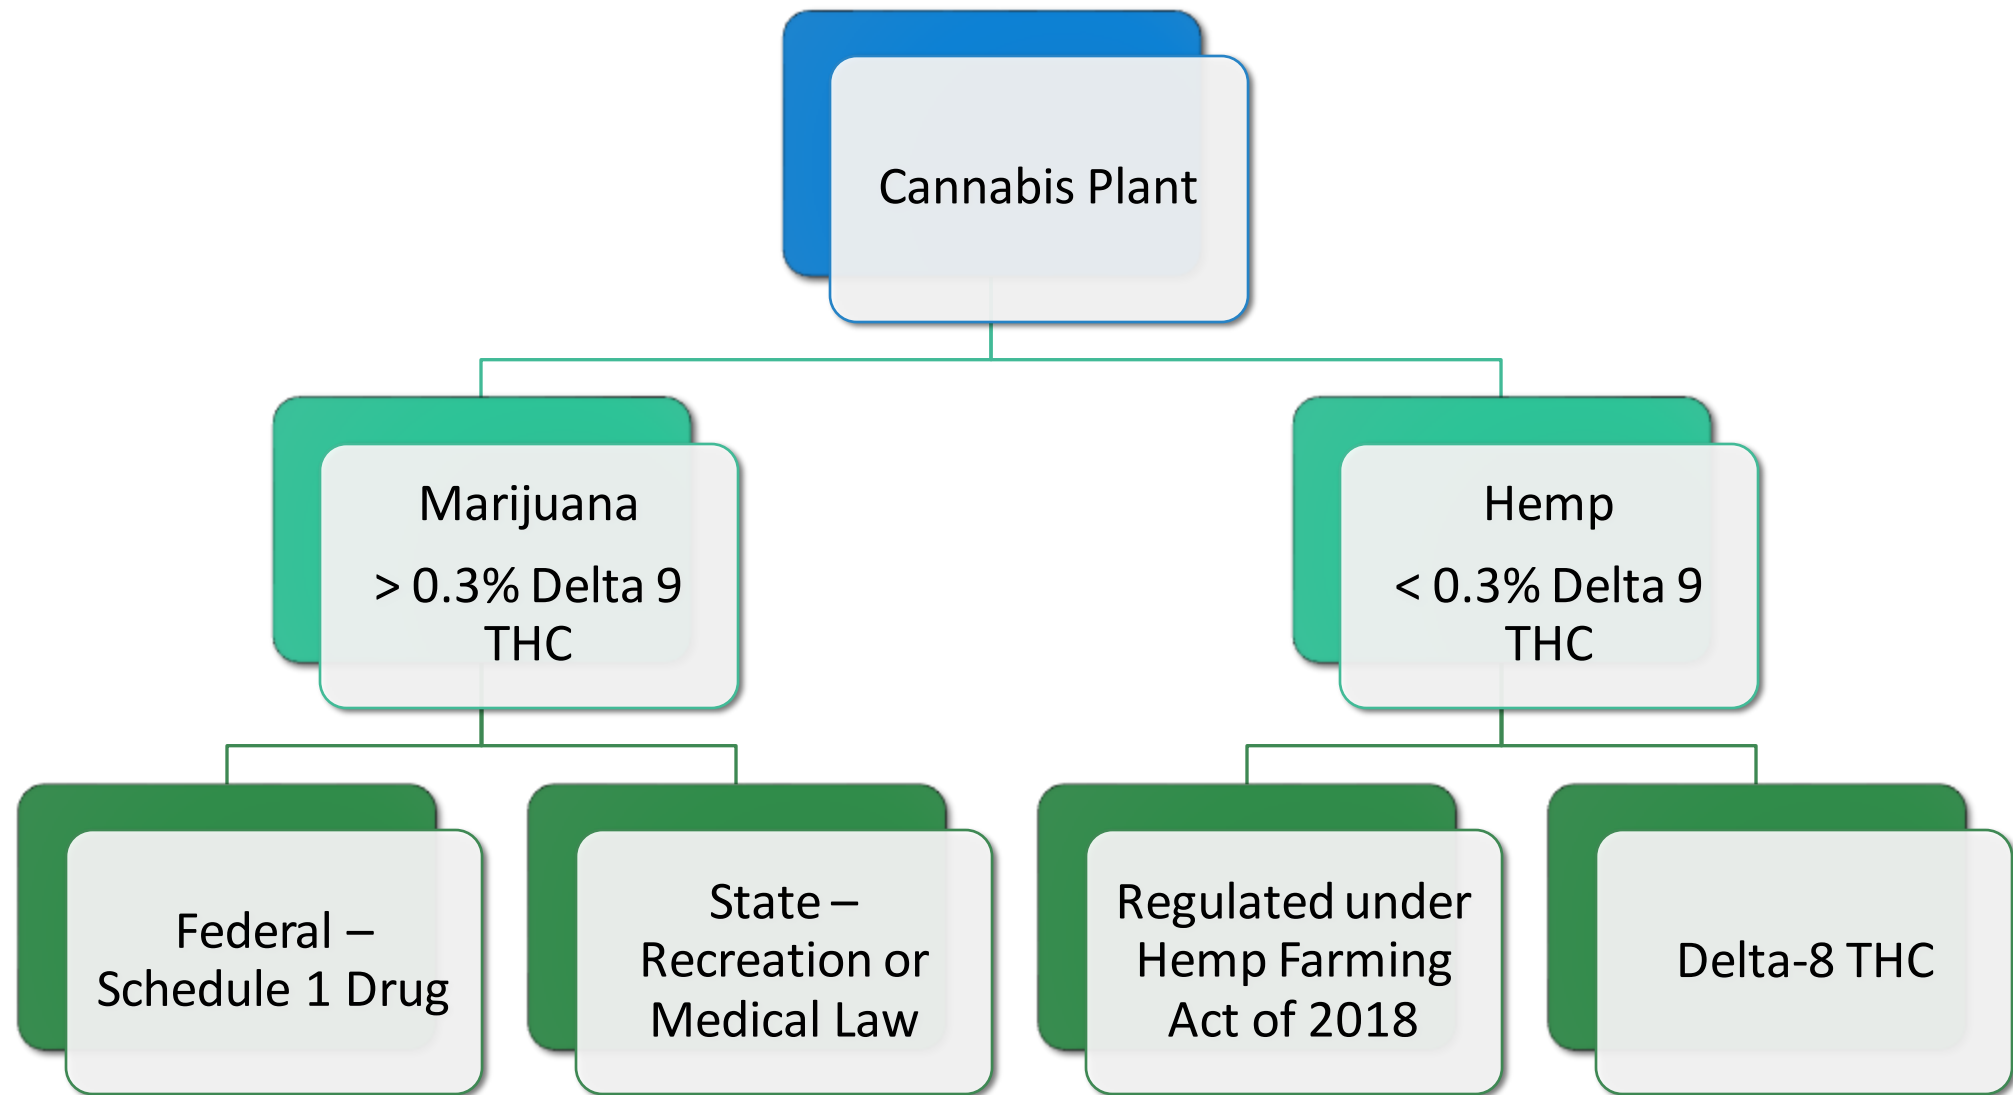 Cannabis Plant
Marijuana
> 0.3% Delta 9
THC
Hemp
< 0.3% Delta 9
THC
Federal –
Schedule 1 Drug
State –
Recreation or
Medical Law
Regulated under
Hemp Farming
Act of 2018
Delta-8 THC